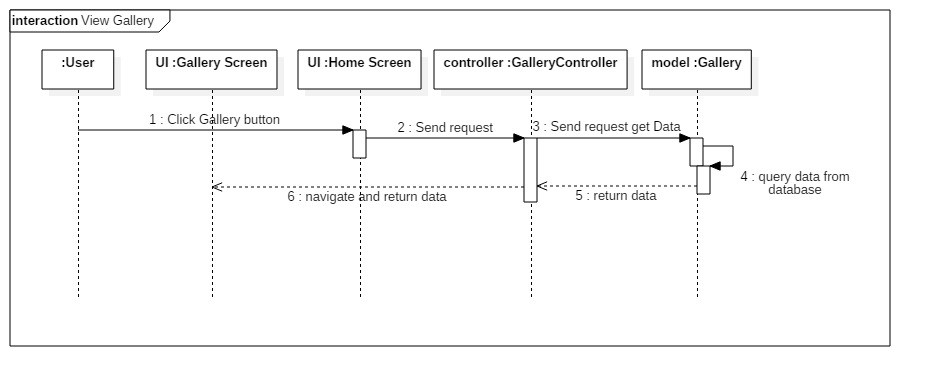 interaction View Gallery
:User
UI :Gallery Screen
UI :Home Screen
controller :GalleryController
model :Gallery
1 : Click Gallery button
2 : Send request
3 : Send request get Data
4 : query data from
database
5 : return data
6 : navigate and return data